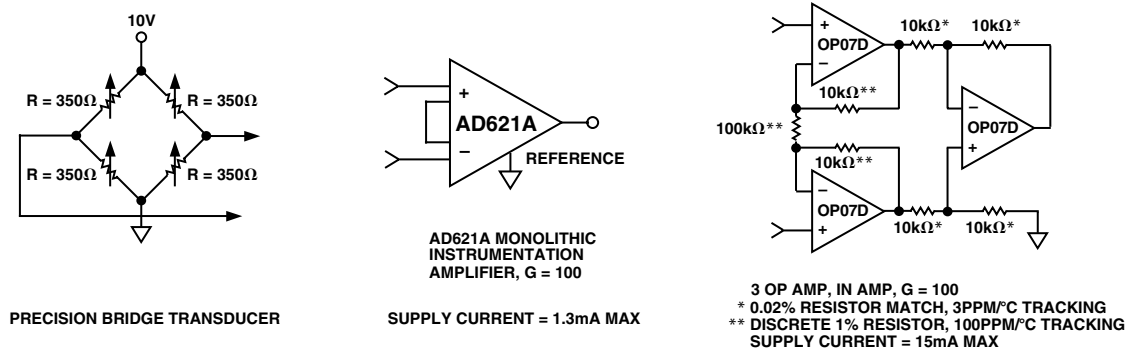 10V
R = 350Ω
R = 350Ω
R = 350Ω
R = 350Ω
PRECISION BRIDGE TRANSDUCER
+
AD621A
−
REFERENCE
AD621A MONOLITHIC
INSTRUMENTATION
AMPLIFIER, G = 100
SUPPLY CURRENT = 1.3mA MAX
+
OP07D
−
10kΩ*
10kΩ*
10kΩ**
100kΩ**
10kΩ**
−
OP07D
+
−
OP07D
+
10kΩ*
10kΩ*
3 OP AMP, IN AMP, G = 100
* 0.02% RESISTOR MATCH, 3PPM/°C TRACKING
** DISCRETE 1% RESISTOR, 100PPM/°C TRACKING
SUPPLY CURRENT = 15mA MAX